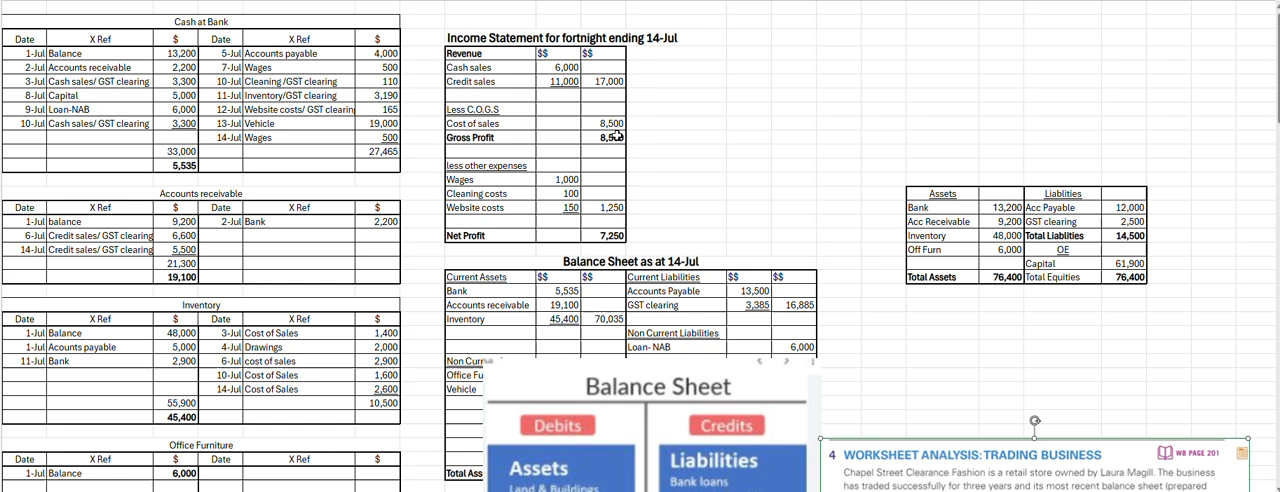 Cash at Bank
Date X Ref $ Date X Ref $
1-Jul Balance 13,200 5-Jul Accounts payable 4,000
2-Jul Accounts receivable 2,200 7-Jul Wages 500
3-Jul Cash sales/ GST clearing 3,300 10-Jul Cleaning /GST clearing 110
8-Jul Capital 5,000 11-Jul Inventory/GST clearing 3,190
9-Jul Loan-NAB 6,000 12-Jul Website costs/ GST clearin 165
10-Jul Cash sales/ GST clearing 3,300 13-Jul Vehicle 19,000
14-Jul Wages 500
33,000 27,465
5,535
Accounts receivable
Date X Ref $ Date X Ref $
1-Jul balance 9,200 2-Jul Bank 2,200
6-Jul Credit sales/ GST clearing 6,600
14-Jul Credit sales/ GST clearing 5,500
21,300
19,100
Inventory
Date X Ref $ Date X Ref $
1-Jul Balance 48,000 3-Jul Cost of Sales 1,400
1-Jul Acounts payable 5,000 4-Jul Drawings 2,000
11-Jul Bank 2,900 6-Jul cost of sales 2,900
10-Jul Cost of Sales 1,600
14-Jul Cost of Sales 2,600
55,900 10,500
45,400
Office Furniture
Date X Ref $ Date X Ref $
1-Jul Balance 6,000
Income Statement for fortnight ending 14-Jul
Revenue $$ $$
Cash sales 6,000
Credit sales 11,000 17,000
Less C.O.G.S
Cost of sales 8,500
Gross Profit
less other expenses
Wages 1,000
Cleaning costs 100
Website costs 150 1,250
Net Profit 7,250
Balance Sheet as at 14-Jul
Current Assets $$ $$ Current Liabilities $$ $$
Bank 5,535 Accounts Payable 13,500
Accounts receivable 19,100 GST clearing 3,385 16,885
Inventory 45,400 70,035
Non Current Liabilities
Loan- NAB 6,000
Non Curr
Office Fu
Vehicle
Total Ass
Balance Sheet
Debits Credits
Assets Liabilities
Land & Buildings Bank loans
Assets Liablities
Bank 13,200 Acc Payable 12,000
Acc Receivable 9,200 GST clearing 2,500
Inventory 48,000 Total Liablities 14,500
Off Furn 6,000 OE
Capital 61,900
Total Assets 76,400 Total Equities 76,400
4 WORKSHEET ANALYSIS: TRADING BUSINESS WB PAGE 201
Chapel Street Clearance Fashion is a retail store owned by Laura Magill. The business
has traded successfully for three years and its most recent balance sheet (prepared